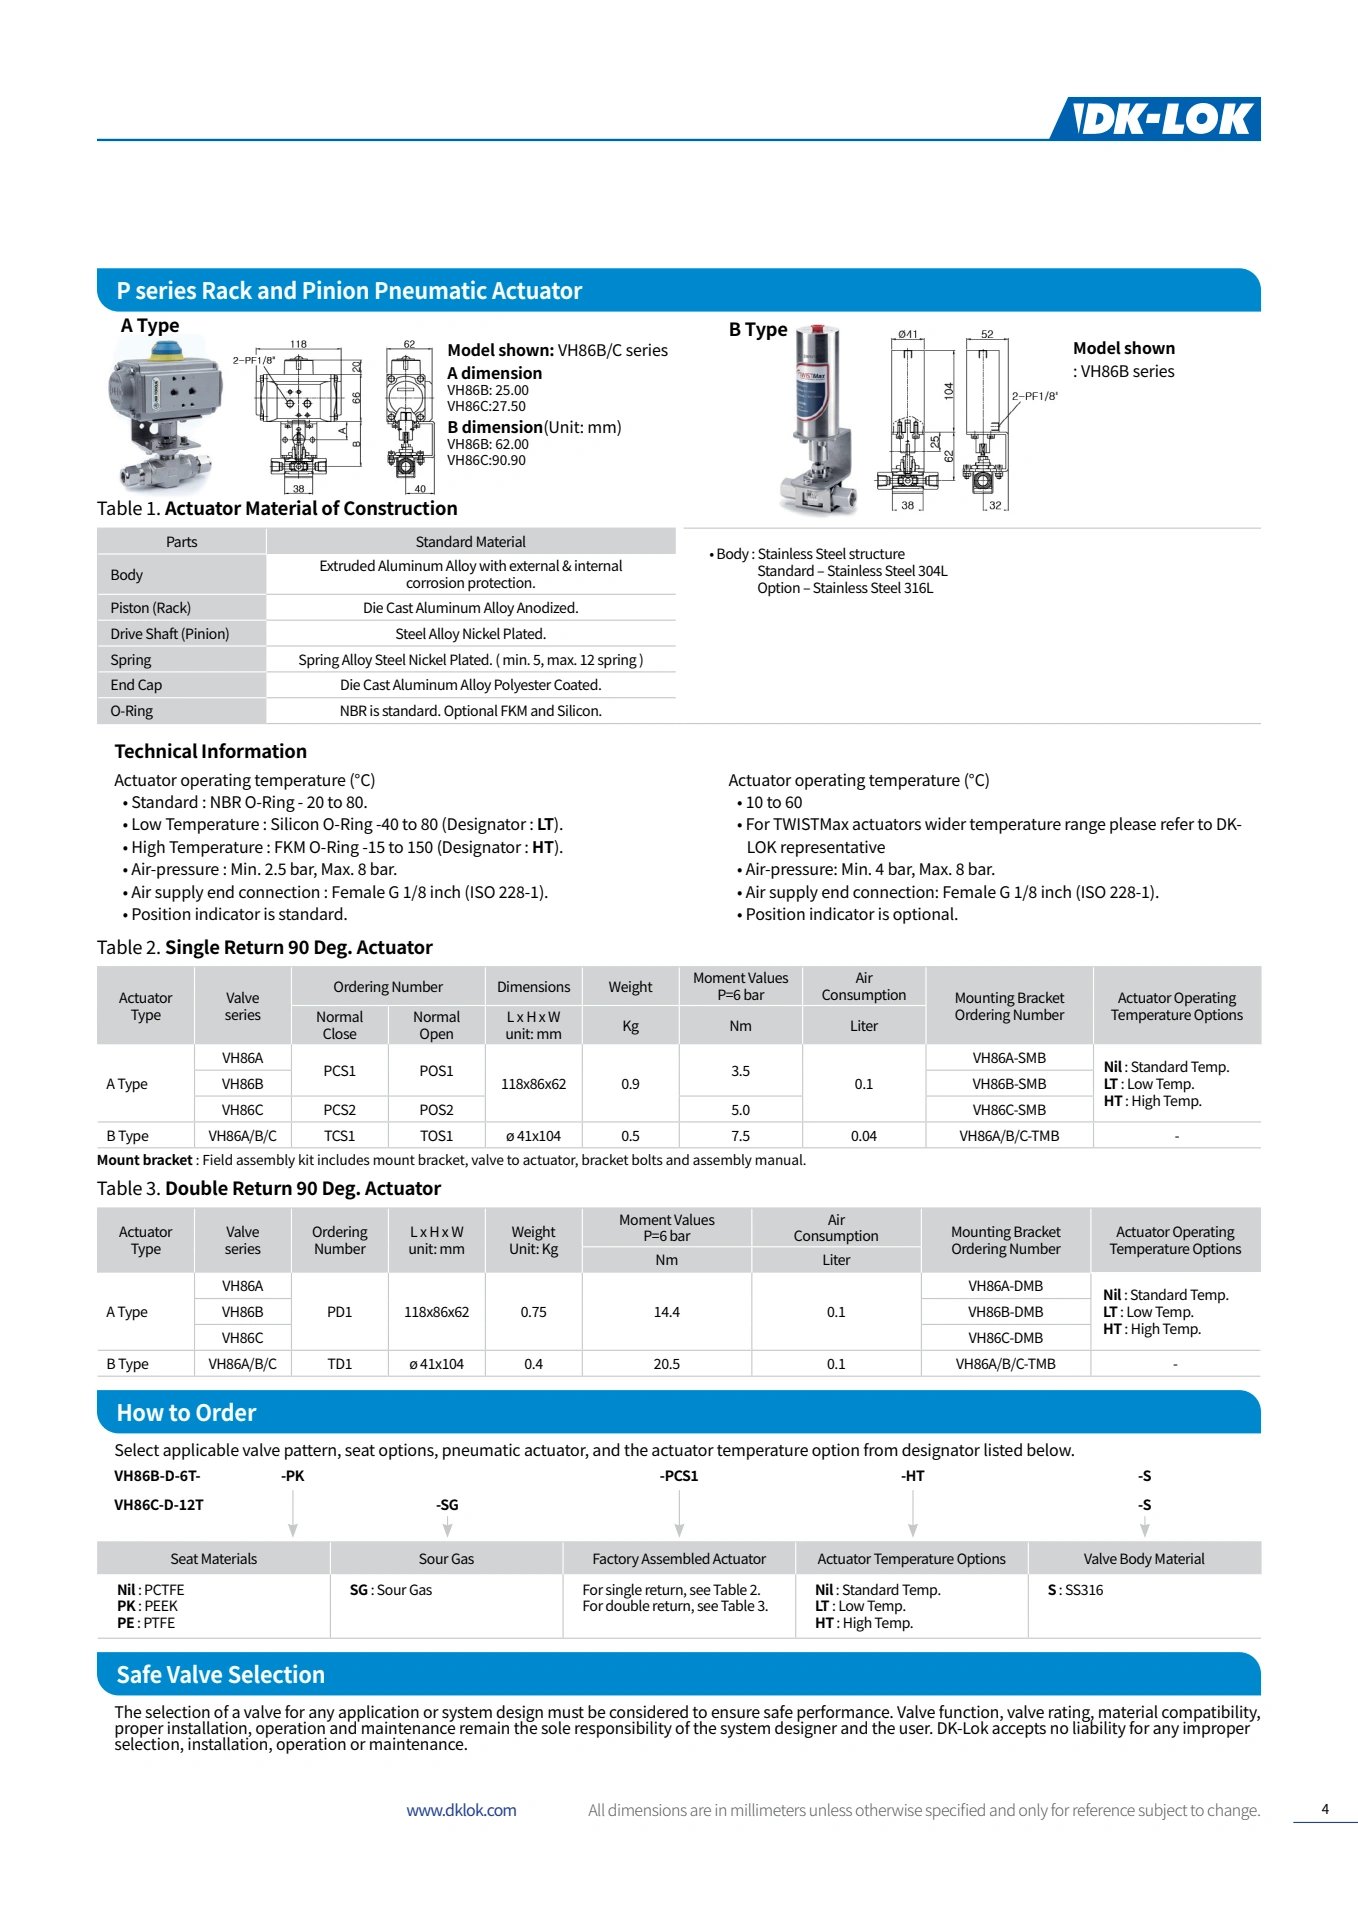 DK-LOK
P series Rack and Pinion Pneumatic Actuator
A Type
118
2-PF1/8"
20
66
A
B
38
62
40
Model shown: VH86B/C series
A dimension
VH86B: 25.00
VH86C:27.50
B dimension(Unit: mm)
VH86B: 62.00
VH86C:90.90
B Type
TWISTMax
Ø41
104
25
62
38
52
2-PF1/8"
32
Model shown
: VH86B series
Table 1. Actuator Material of Construction
Parts Standard Material
Body Extruded Aluminum Alloy with external & internal
corrosion protection.
Piston (Rack) Die Cast Aluminum Alloy Anodized.
Drive Shaft (Pinion) Steel Alloy Nickel Plated.
Spring Spring Alloy Steel Nickel Plated. ( min. 5, max. 12 spring )
End Cap Die Cast Aluminum Alloy Polyester Coated.
O-Ring NBR is standard. Optional FKM and Silicon.
• Body : Stainless Steel structure
Standard – Stainless Steel 304L
Option – Stainless Steel 316L
Technical Information
Actuator operating temperature (°C)
• Standard : NBR O-Ring - 20 to 80.
• Low Temperature : Silicon O-Ring -40 to 80 (Designator : LT).
• High Temperature : FKM O-Ring -15 to 150 (Designator : HT).
• Air-pressure : Min. 2.5 bar, Max. 8 bar.
• Air supply end connection : Female G 1/8 inch (ISO 228-1).
• Position indicator is standard.
Actuator operating temperature (°C)
• 10 to 60
• For TWISTMax actuators wider temperature range please refer to DK-
LOK representative
• Air-pressure: Min. 4 bar, Max. 8 bar.
• Air supply end connection: Female G 1/8 inch (ISO 228-1).
• Position indicator is optional.
Table 2. Single Return 90 Deg. Actuator
Actuator Type Valve series Ordering Number Dimensions Weight Moment Values P=6 bar Air Consumption Mounting Bracket Ordering Number Actuator Operating Temperature Options
Normal Close Normal Open L x H x W unit: mm Kg Nm Liter
A Type VH86A PCS1 POS1 118x86x62 0.9 3.5 0.1 VH86A-SMB Nil : Standard Temp.
VH86B VH86B-SMB LT : Low Temp.
VH86C PCS2 POS2 5.0 VH86C-SMB HT : High Temp.
B Type VH86A/B/C TCS1 TOS1 ø 41x104 0.5 7.5 0.04 VH86A/B/C-TMB -
Mount bracket : Field assembly kit includes mount bracket, valve to actuator, bracket bolts and assembly manual.
Table 3. Double Return 90 Deg. Actuator
Actuator Type Valve series Ordering Number L x H x W unit: mm Weight Unit: Kg Moment Values P=6 bar Air Consumption Mounting Bracket Ordering Number Actuator Operating Temperature Options
Nm Liter
A Type VH86A PD1 118x86x62 0.75 14.4 0.1 VH86A-DMB Nil : Standard Temp.
VH86B VH86B-DMB LT : Low Temp.
VH86C VH86C-DMB HT : High Temp.
B Type VH86A/B/C TD1 ø 41x104 0.4 20.5 0.1 VH86A/B/C-TMB -
How to Order
Select applicable valve pattern, seat options, pneumatic actuator, and the actuator temperature option from designator listed below.
VH86B-D-6T- -PK -PCS1 -HT -S
VH86C-D-12T -SG -S
Seat Materials Sour Gas Factory Assembled Actuator Actuator Temperature Options Valve Body Material
Nil : PCTFE SG : Sour Gas For single return, see Table 2. Nil : Standard Temp. S : SS316
PK : PEEK For double return, see Table 3. LT : Low Temp.
PE : PTFE HT : High Temp.
Safe Valve Selection
The selection of a valve for any application or system design must be considered to ensure safe performance. Valve function, valve rating, material compatibility,
proper installation, operation and maintenance remain the sole responsibility of the system designer and the user. DK-Lok accepts no liability for any improper
selection, installation, operation or maintenance.
www.dklok.com All dimensions are in millimeters unless otherwise specified and only for reference subject to change. 4